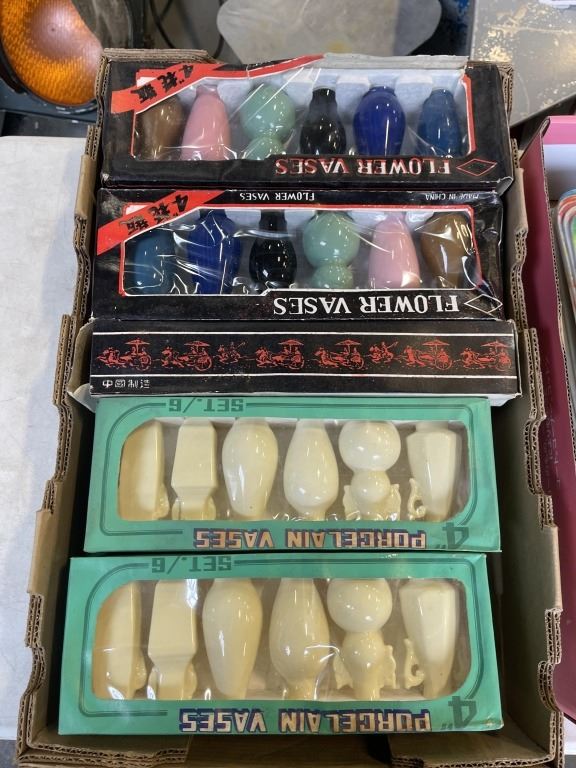 4"花瓶
FLOWER VASES
4"花瓶
FLOWER VASES
MADE IN CHINA
FLOWER VASES
中國制造
SET./6
4" PORCELAIN VASES
SET./6
4" PORCELAIN VASES